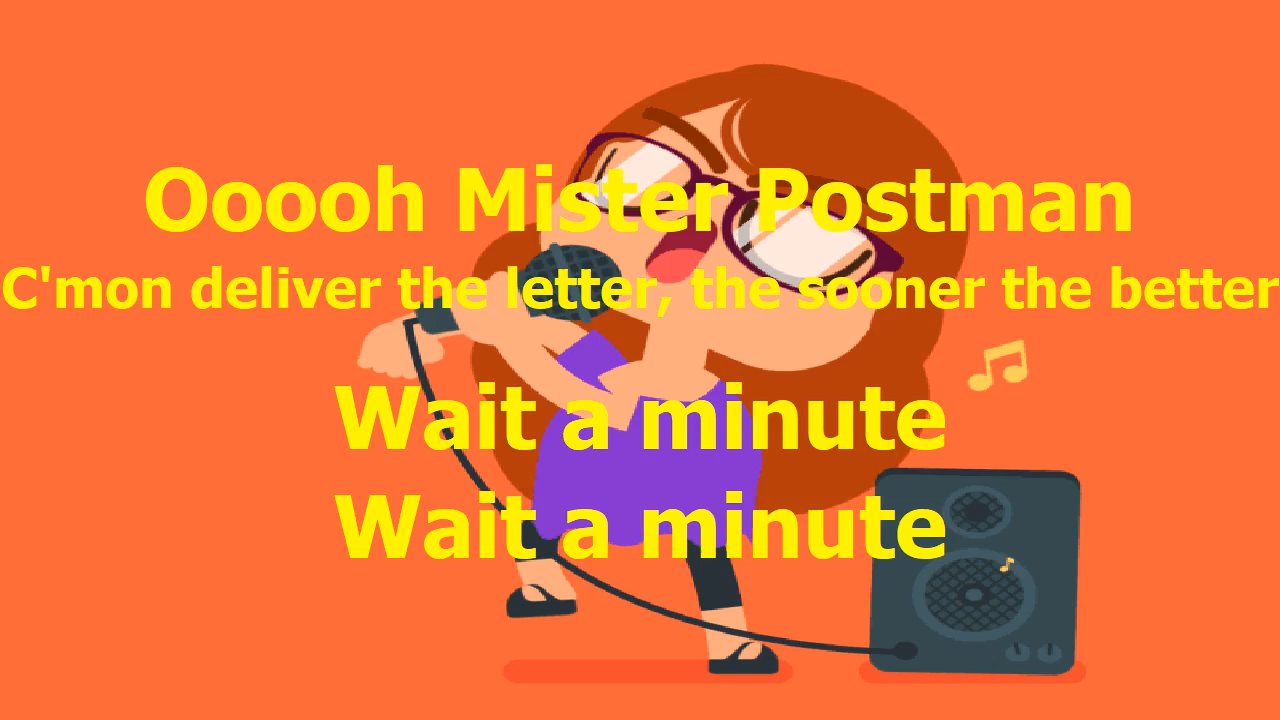 Ooooh Mister Postman
C'mon deliver the letter, the sooner the better
Wait a minute
Wait a minute